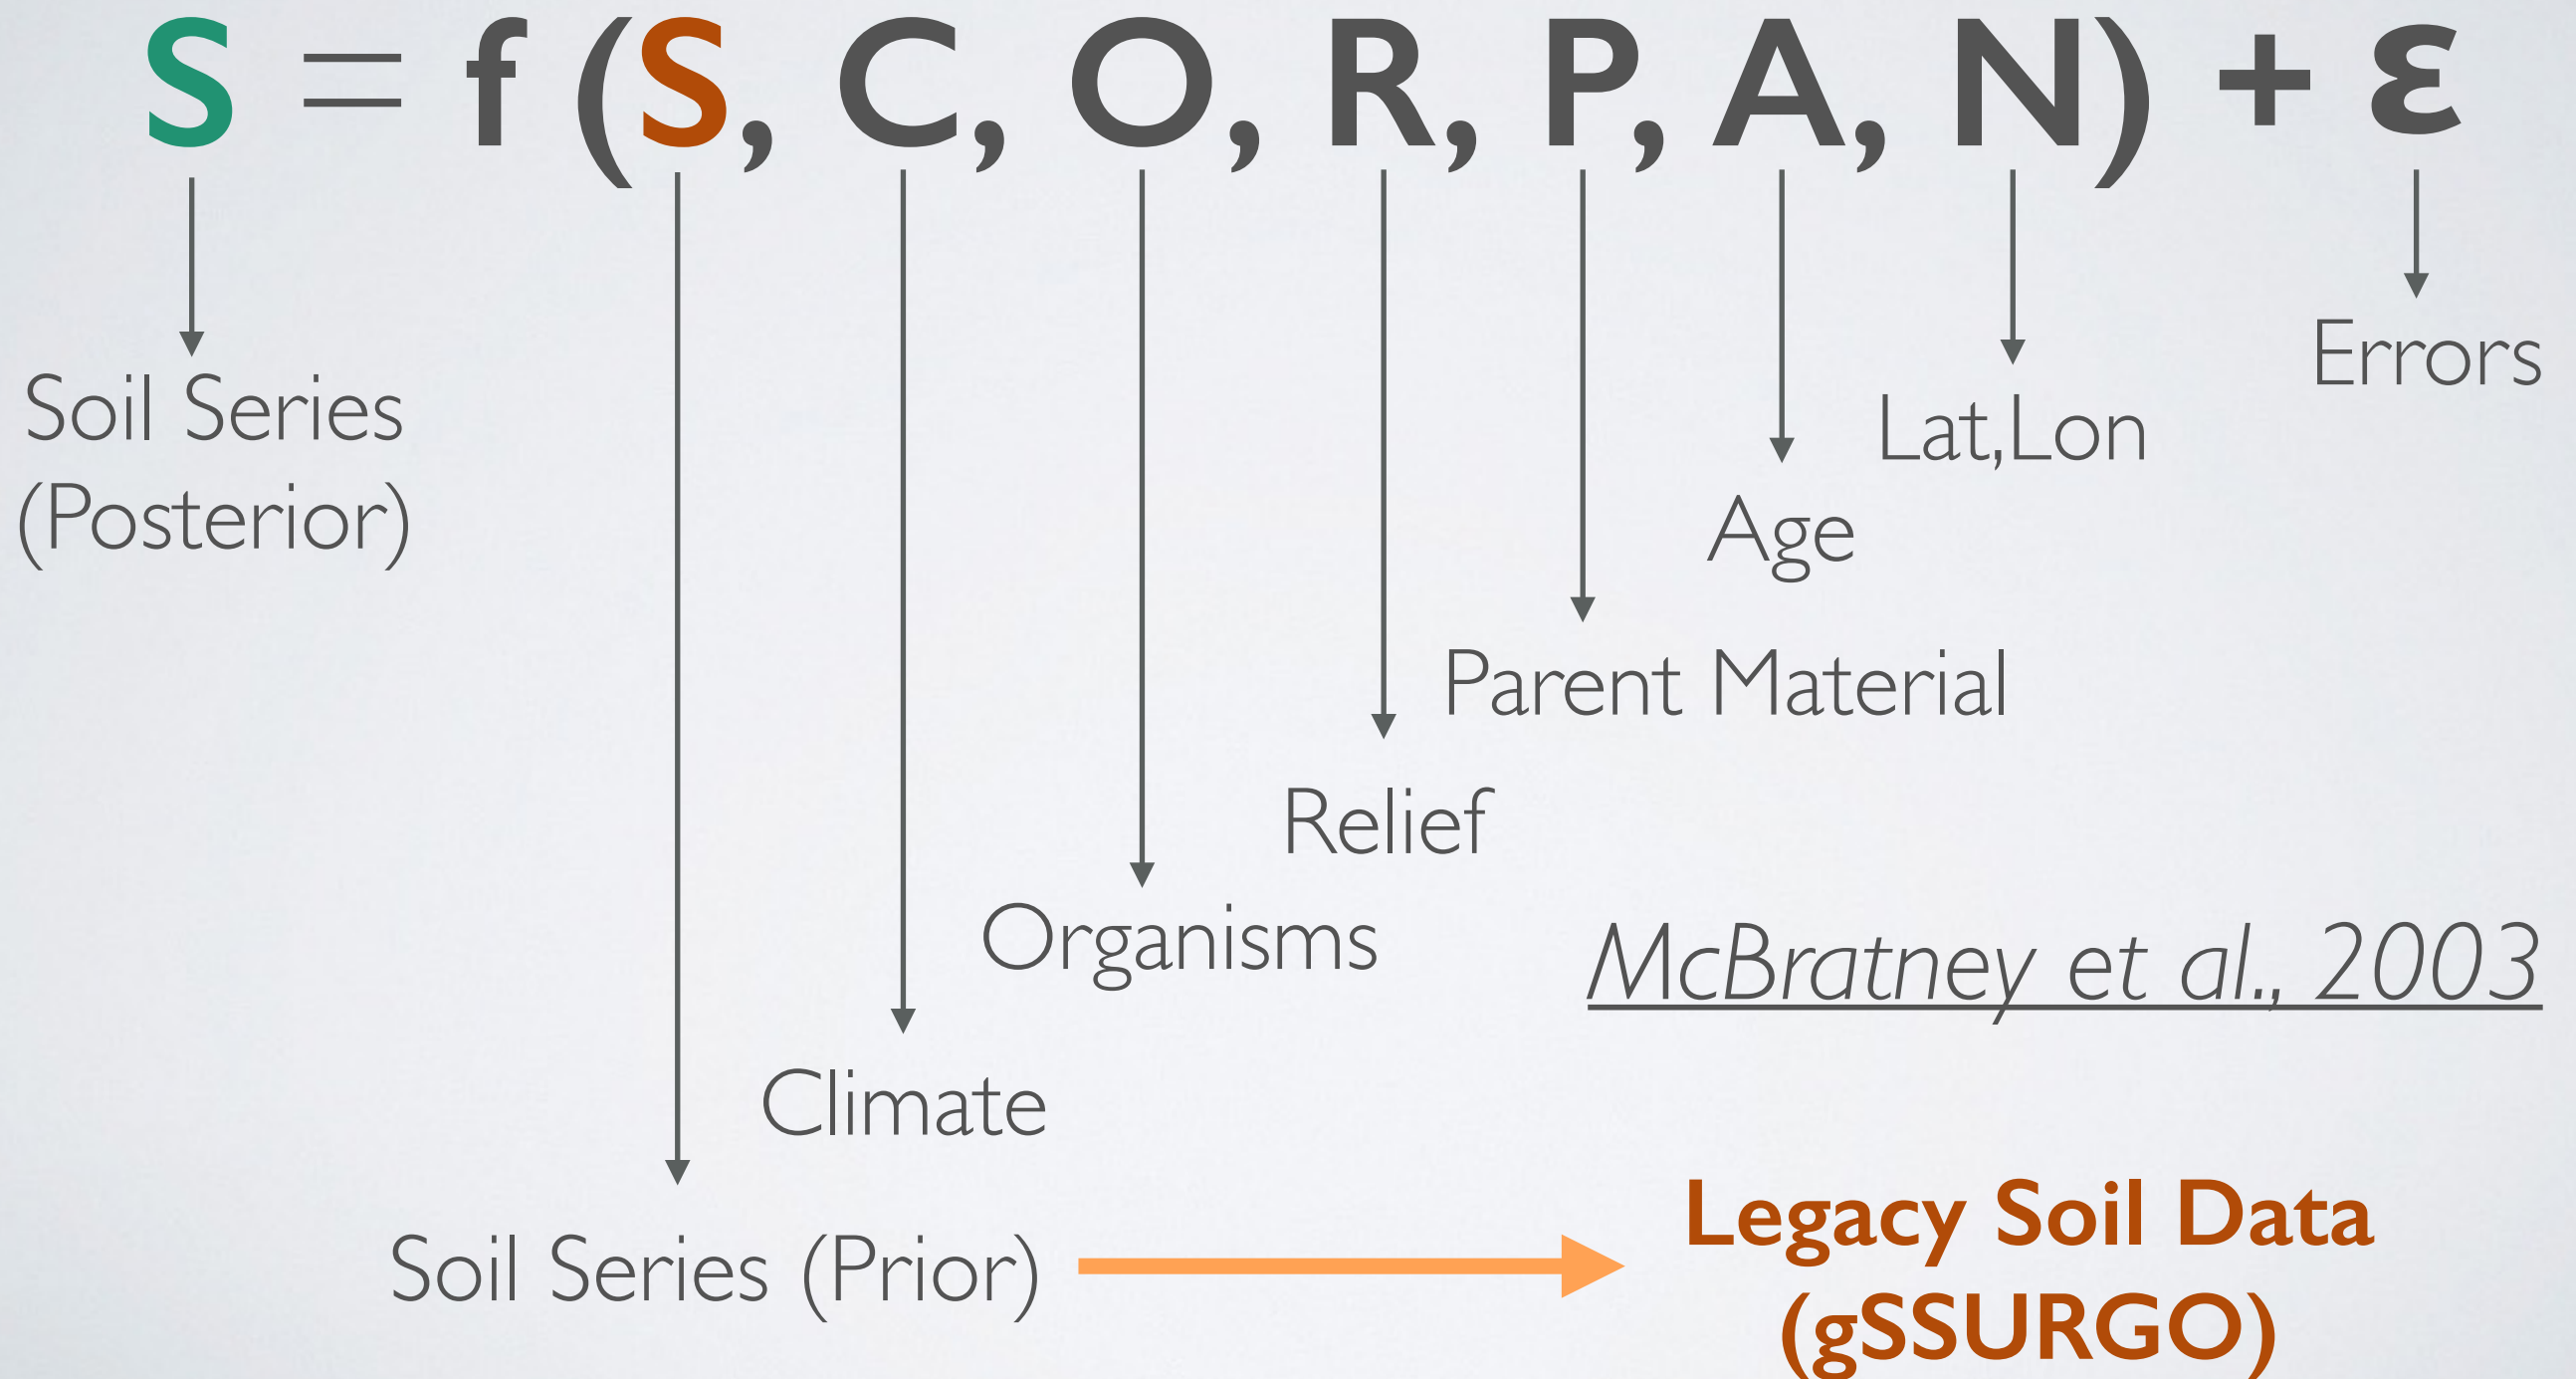 S = f (S, C, O, R, P, A, N) + ε
Soil Series
(Posterior)
Errors
Lat,Lon
Age
Parent Material
Relief
Organisms
McBratney et al., 2003
Climate
Soil Series (Prior)
Legacy Soil Data
(gSSURGO)